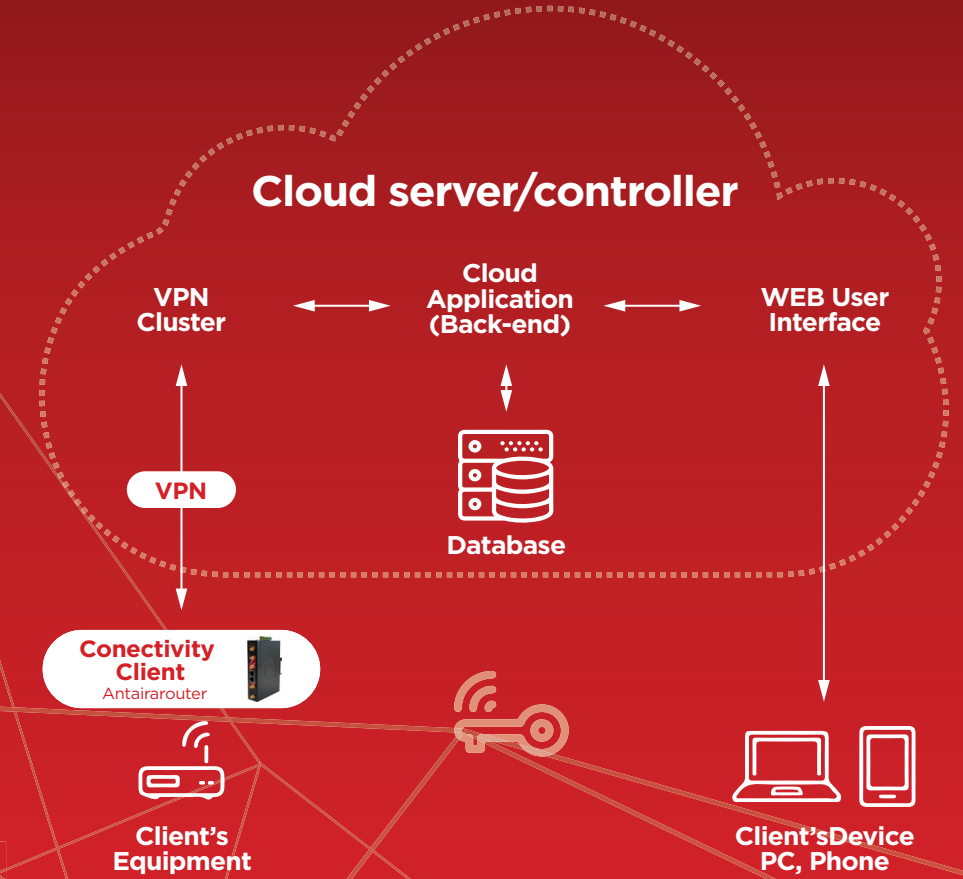 Cloud server/controller
VPN
Cluster
Cloud
Application
(Back-end)
WEB User
Interface
VPN
Database
Conectivity
Client
Antairarouter
Client’s
Equipment
Client’sDevice
PC, Phone